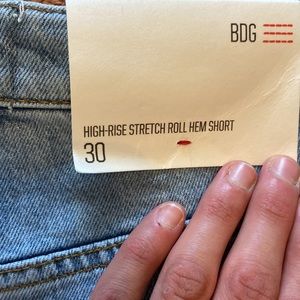 BDG
HIGH-RISE STRETCH ROLL HEM SHORT
30